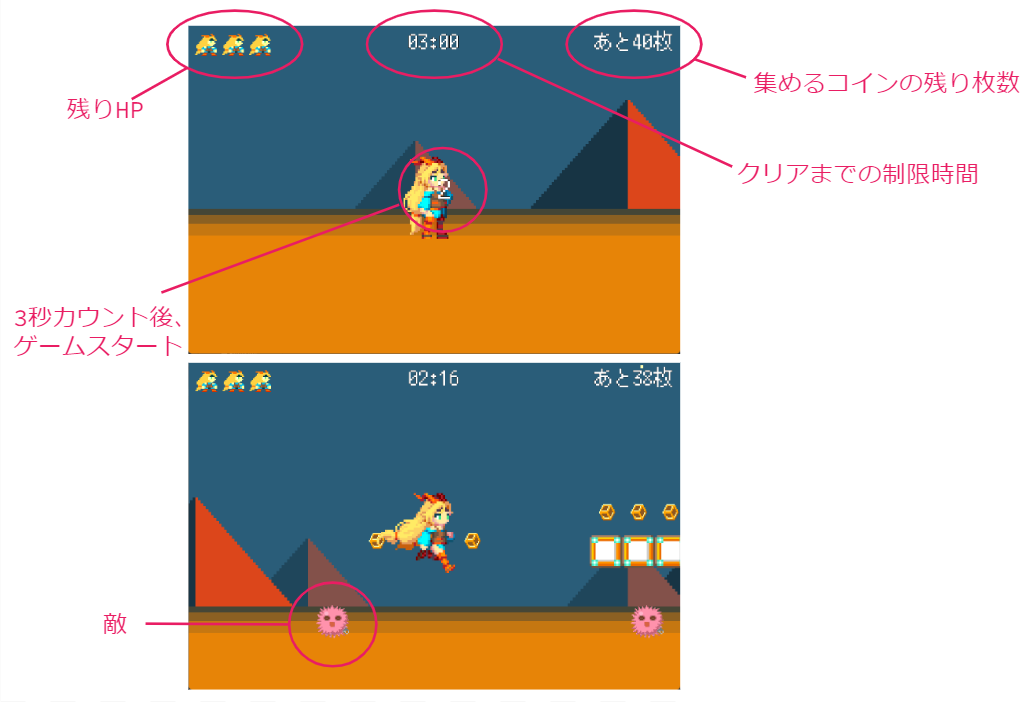 03:00
あと40枚
集めるコインの残り枚数
残りHP
クリアまでの制限時間
3秒カウント後、
ゲームスタート
02:16
あと38枚
敵